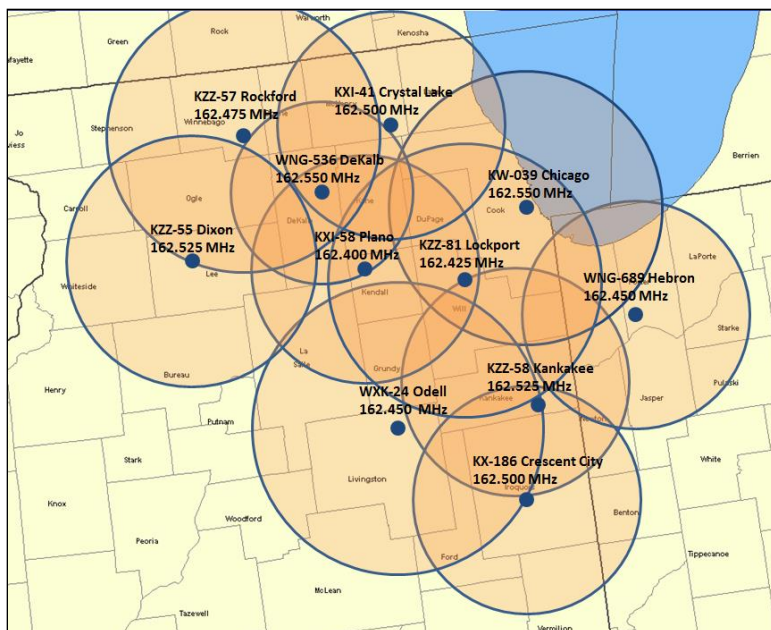 Green
Rock
Walworth
Kenosha
Jo
Stephenson
Winnebago
KZZ-57 Rockford
162.475 MHz
KXI-41 Crystal Lake
162.500 MHz
WNG-536 DeKalb
162.550 MHz
KW-039 Chicago
162.550 MHz
Berrien
Carroll
Ogle
DeKalb
Kane
DuPage
Cook
KZZ-55 Dixon
162.525 MHz
KXI-58 Plano
162.400 MHz
KZZ-81 Lockport
162.425 MHz
LaPorte
WNG-689 Hebron
162.450 MHz
Whiteside
Lee
Kendall
Will
Starke
La
Salle
Grundy
Bureau
Henry
KZZ-58 Kankakee
162.525 MHz
Kankakee
Pulaski
Jasper
Newton
WXK-24 Odell
162.450 MHz
Putnam
Stark
KX-186 Crescent City
162.500 MHz
White
Livingston
Iroquois
Knox
Peoria
Woodford
Benton
Tippecanoe
Ford
McLean
Tazewell
Vermilion